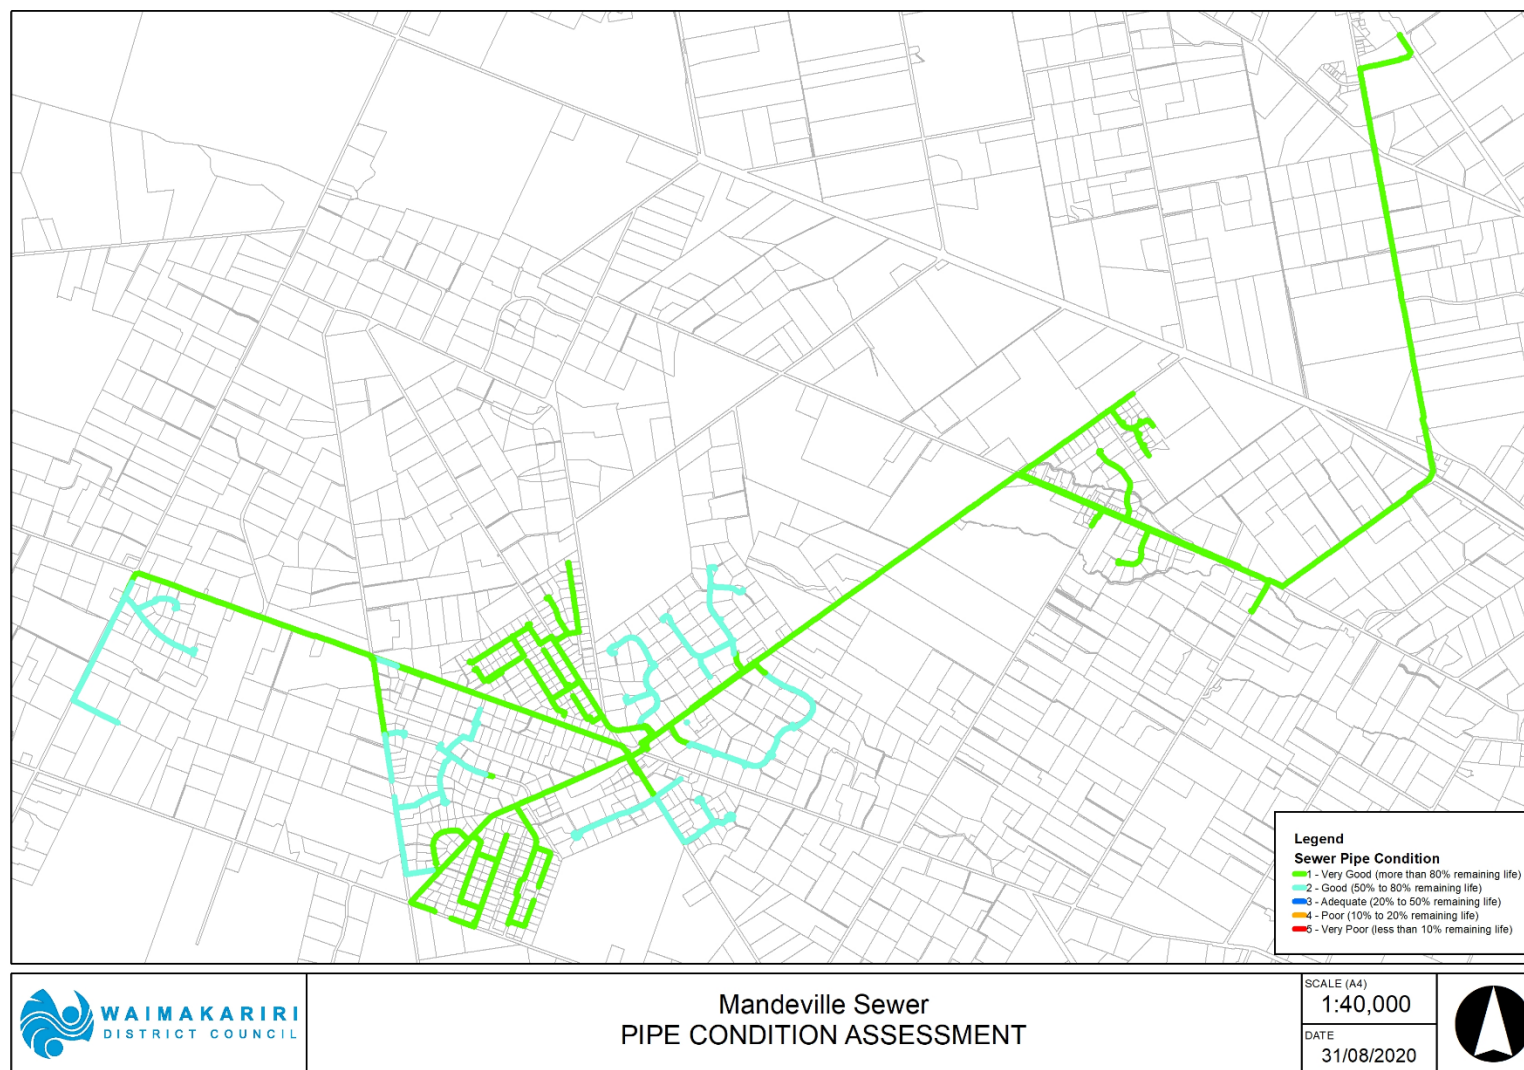 Legend
Sewer Pipe Condition
1 - Very Good (more than 80% remaining life)
2 - Good (50% to 80% remaining life)
3 - Adequate (20% to 50% remaining life)
4 - Poor (10% to 20% remaining life)
5 - Very Poor (less than 10% remaining life)
WAIMAKARIRI
DISTRICT COUNCIL
Mandeville Sewer
PIPE CONDITION ASSESSMENT
SCALE (A4)
1:40,000
DATE
31/08/2020